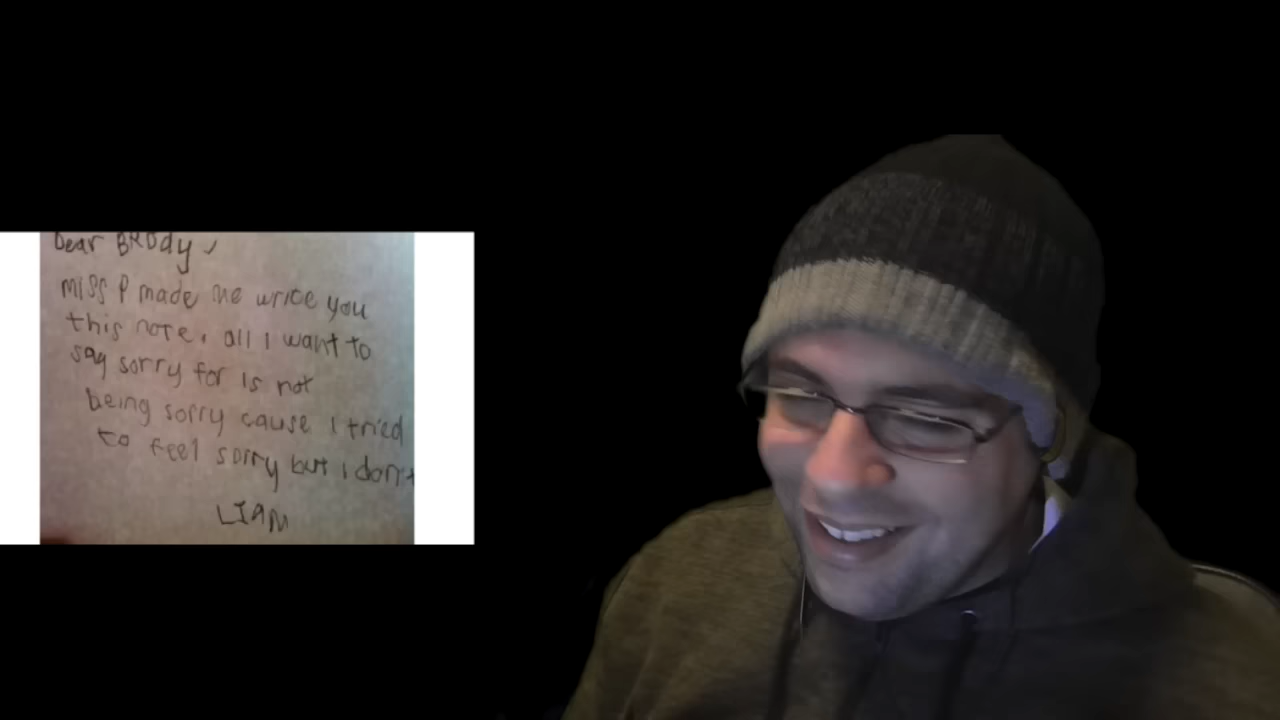 Dear BRody,
miss P made me write you
this note. all I want to
say sorry for is not
being sorry cause I tried
to feel sorry but I don't
LIAM